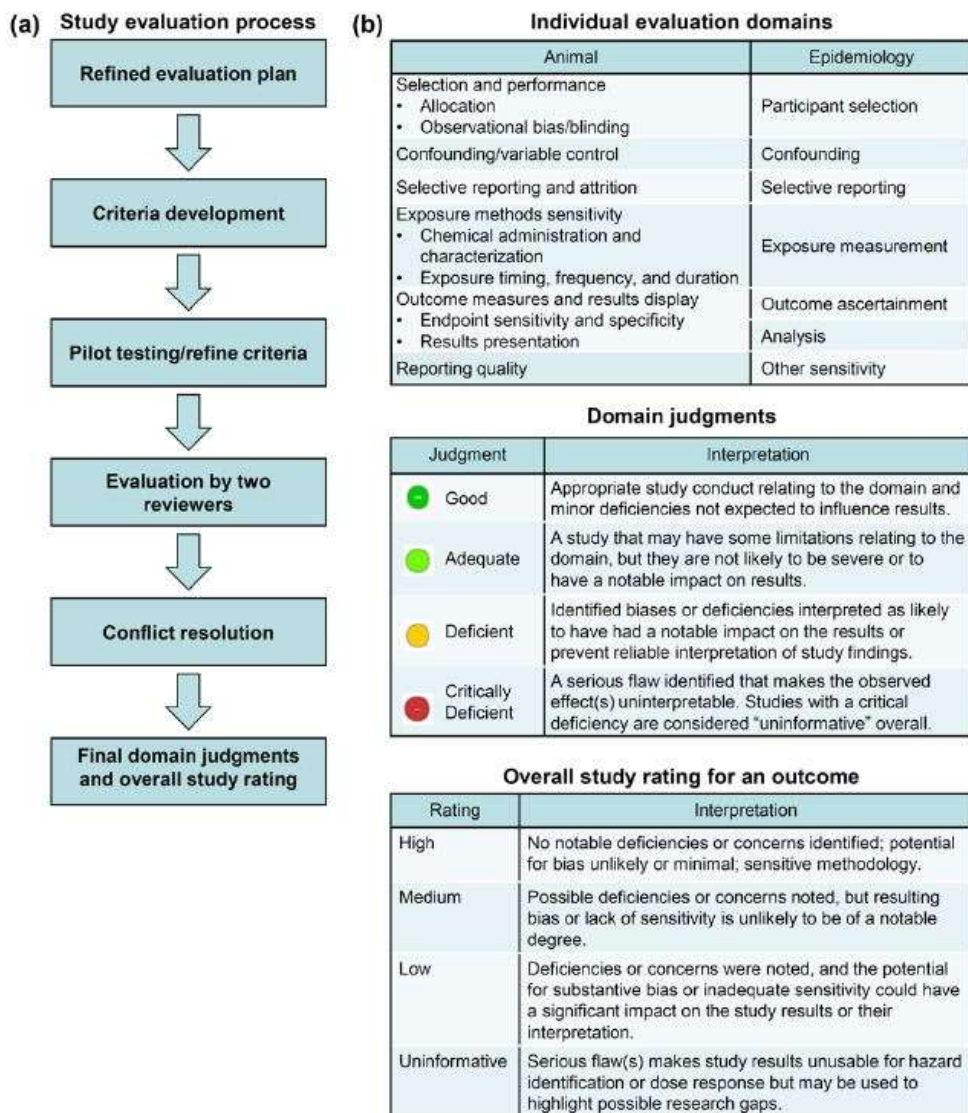 (a) Study evaluation process
Refined evaluation plan
Criteria development
Pilot testing/refine criteria
Evaluation by two
reviewers
Conflict resolution
Final domain judgments
and overall study rating
(b) Individual evaluation domains
Animal Epidemiology
Selection and performance
• Allocation
• Observational bias/blinding
Participant selection
Confounding/variable control Confounding
Selective reporting and attrition Selective reporting
Exposure methods sensitivity
• Chemical administration and
characterization
• Exposure timing, frequency, and duration
Exposure measurement
Outcome measures and results display
• Endpoint sensitivity and specificity
• Results presentation
Outcome ascertainment
Analysis
Reporting quality Other sensitivity
Domain judgments
Judgment Interpretation
Good
Appropriate study conduct relating to the domain and
minor deficiencies not expected to influence results.
Adequate
A study that may have some limitations relating to the
domain, but they are not likely to be severe or to
have a notable impact on results.
Deficient
Identified biases or deficiencies interpreted as likely
to have had a notable impact on the results or
prevent reliable interpretation of study findings.
Critically
Deficient
A serious flaw identified that makes the observed
effect(s) uninterpretable. Studies with a critical
deficiency are considered “uninformative” overall.
Overall study rating for an outcome
Rating Interpretation
High
No notable deficiencies or concerns identified; potential
for bias unlikely or minimal; sensitive methodology.
Medium
Possible deficiencies or concerns noted, but resulting
bias or lack of sensitivity is unlikely to be of a notable
degree.
Low
Deficiencies or concerns were noted, and the potential
for substantive bias or inadequate sensitivity could have
a significant impact on the study results or their
interpretation.
Uninformative
Serious flaw(s) makes study results unusable for hazard
identification or dose response but may be used to
highlight possible research gaps.